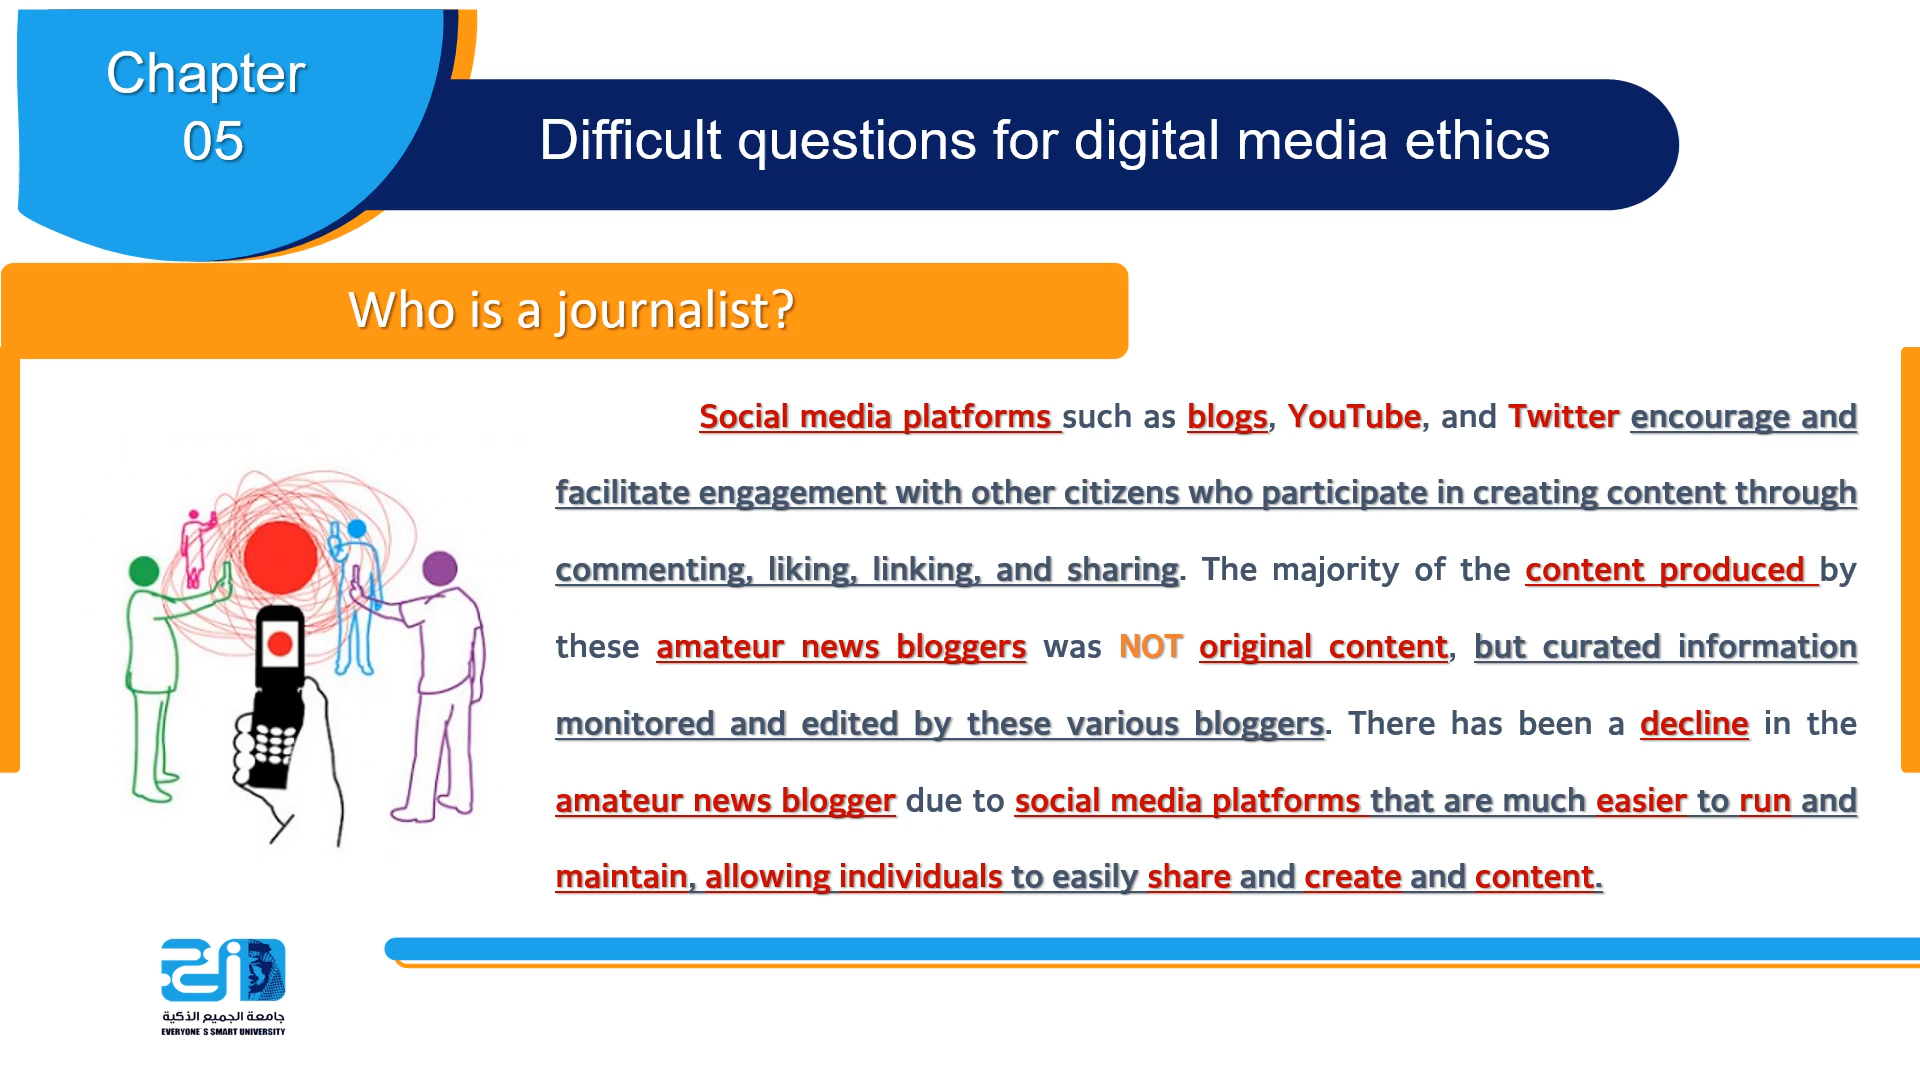 Chapter
05
Difficult questions for digital media ethics
Who is a journalist?
Social media platforms such as blogs, YouTube, and Twitter encourage and
facilitate engagement with other citizens who participate in creating content through
commenting, liking, linking, and sharing. The majority of the content produced by
these amateur news bloggers was NOT original content, but curated information
monitored and edited by these various bloggers. There has been a decline in the
amateur news blogger due to social media platforms that are much easier to run and
maintain, allowing individuals to easily share and create and content.
جامعة الجميع الذكية
EVERYONE`S SMART UNIVERSITY